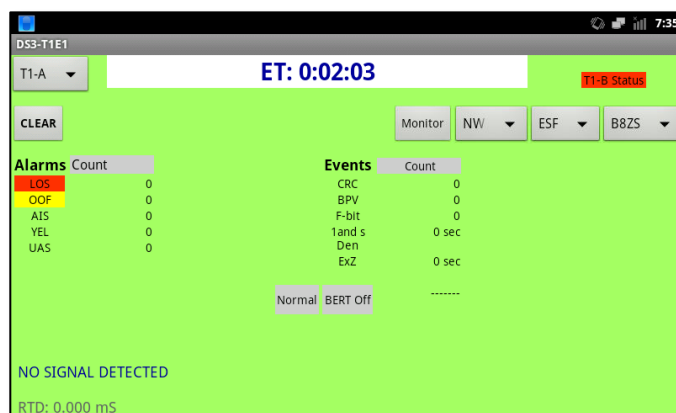 7:35
DS3-T1E1
T1-A ET: 0:02:03 T1-B Status
CLEAR Monitor NW ESF B8ZS
Alarms Count Events Count
LOS 0 CRC 0
OOF 0 BPV 0
AIS 0 F-bit 0
YEL 0 1and s 0 sec
UAS 0 Den
ExZ 0 sec
Normal BERT Off -------
NO SIGNAL DETECTED
RTD: 0.000 mS